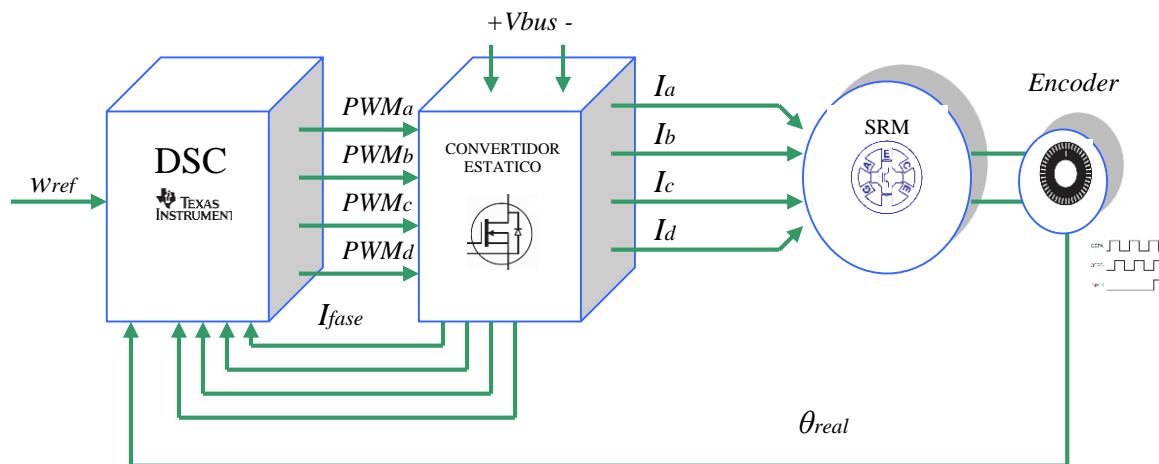 +Vbus -
Encoder
PWMa
PWMb
PWMc
PWMd
Ia
Ib
Ic
Id
DSC
TEXAS
INSTRUMENT
CONVERTIDOR
ESTATICO
SRM
wref
Ifase
θreal